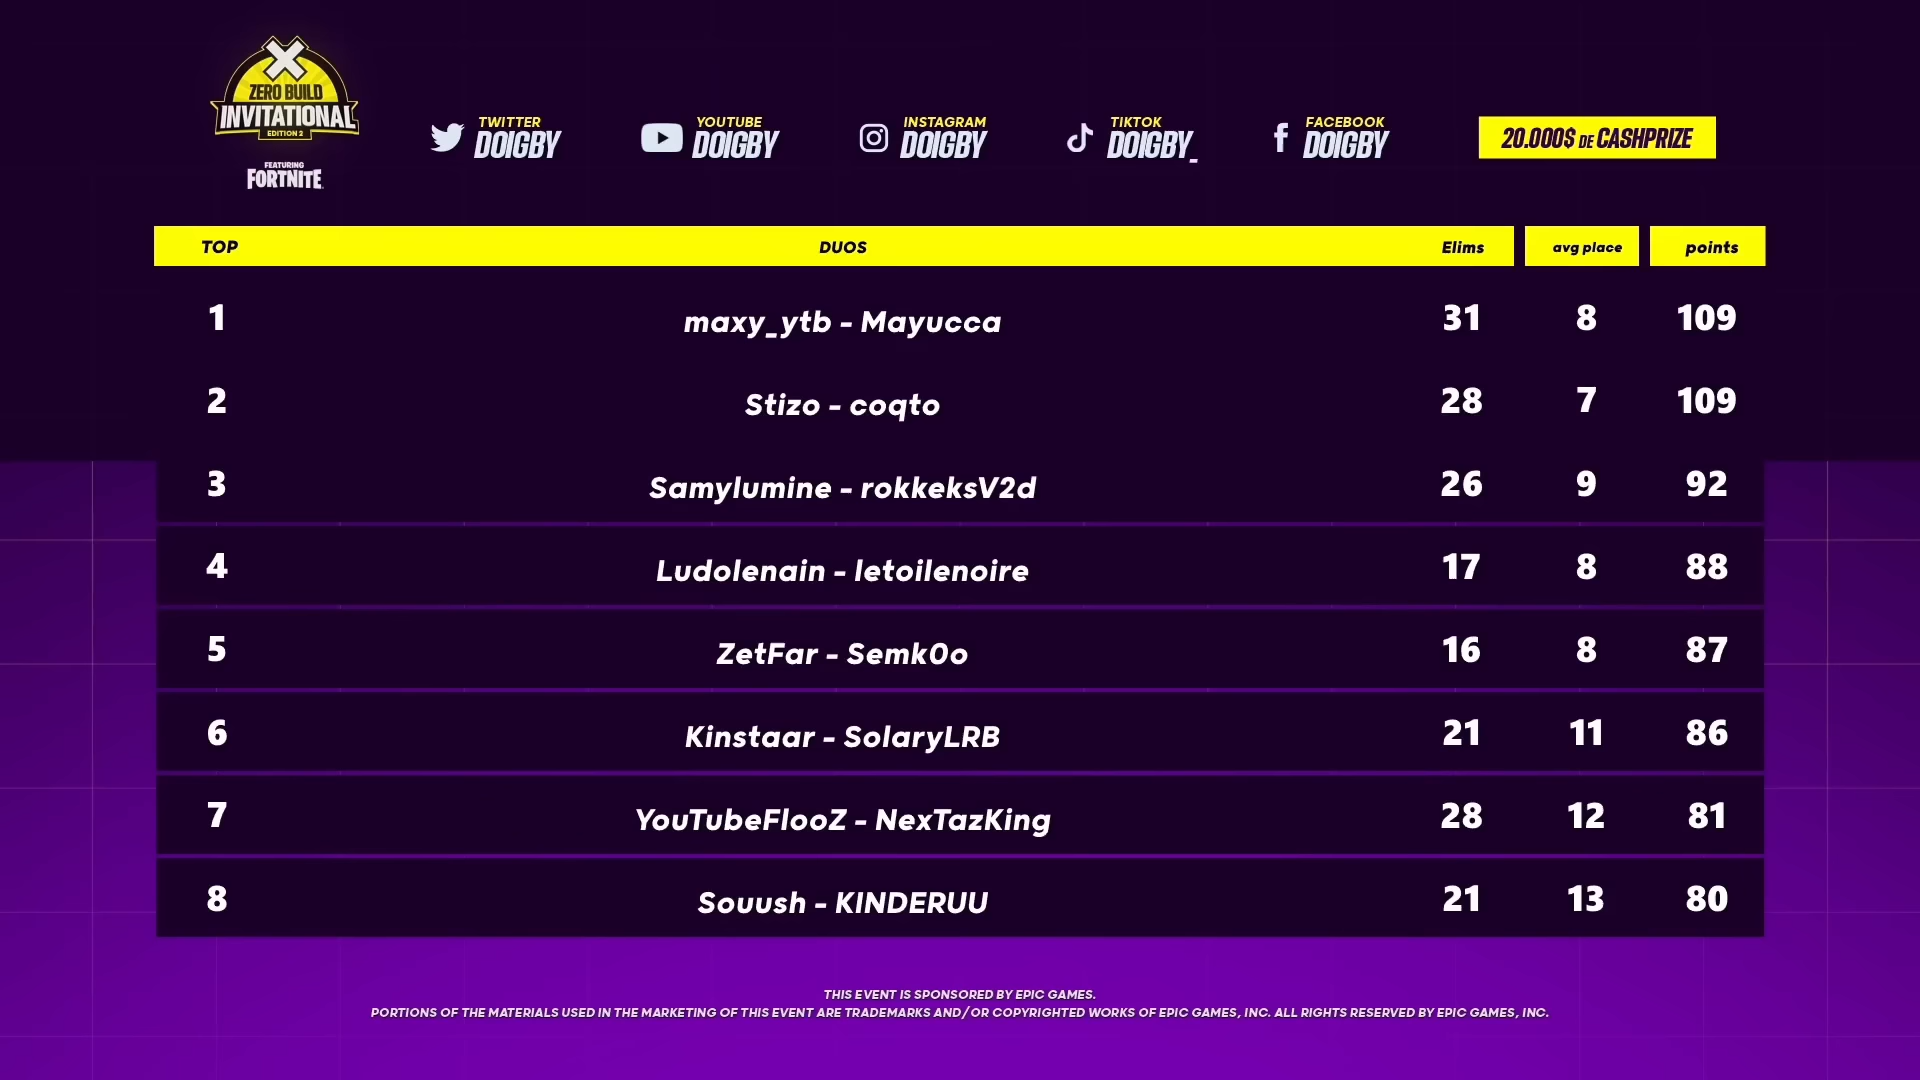 ZERO BUILD
INVITATIONAL
EDITION 2
FEATURING
FORTNITE
TWITTER
DOIGBY
YOUTUBE
DOIGBY
INSTAGRAM
DOIGBY
TIKTOK
DOIGBY_
FACEBOOK
DOIGBY
20.000$ DE CASHPRIZE
TOP DUOS Elims avg place points
1 maxy_ytb - Mayucca 31 8 109
2 Stizo - coqto 28 7 109
3 Samylumine - rokkeksV2d 26 9 92
4 Ludolenain - letoilenoire 17 8 88
5 ZetFar - Semk0o 16 8 87
6 Kinstaar - SolaryLRB 21 11 86
7 YouTubeFlooZ - NexTazKing 28 12 81
8 Souush - KINDERUU 21 13 80
THIS EVENT IS SPONSORED BY EPIC GAMES.
PORTIONS OF THE MATERIALS USED IN THE MARKETING OF THIS EVENT ARE TRADEMARKS AND/OR COPYRIGHTED WORKS OF EPIC GAMES, INC. ALL RIGHTS RESERVED BY EPIC GAMES, INC.